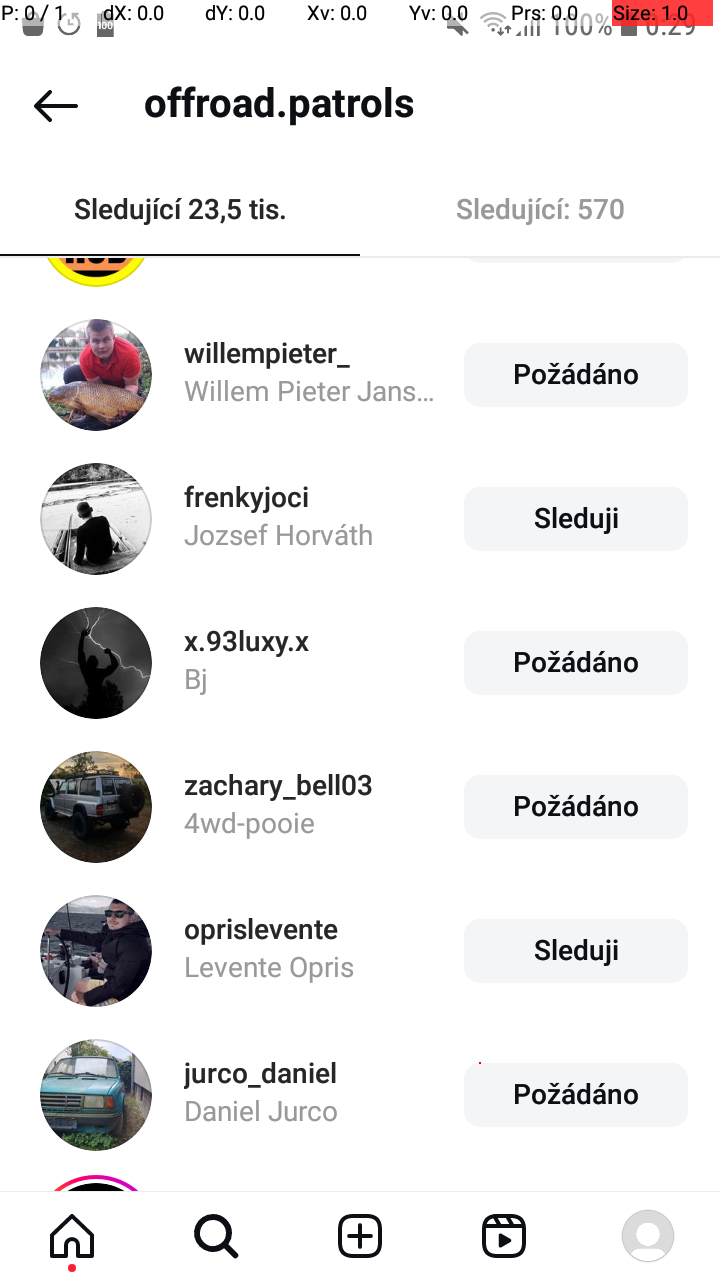 P: 0 / 1 dX: 0.0 dY: 0.0 Xv: 0.0 Yv: 0.0 Prs: 0.0 Size: 1.0
100 100% 0:29
offroad.patrols
Sledující 23,5 tis. Sledující: 570
willempieter_
Willem Pieter Jans... Požádáno
frenkyjoci
Jozsef Horváth Sleduji
x.93luxy.x
Bj Požádáno
zachary_bell03
4wd-pooie Požádáno
oprislevente
Levente Opris Sleduji
jurco_daniel
Daniel Jurco Požádáno